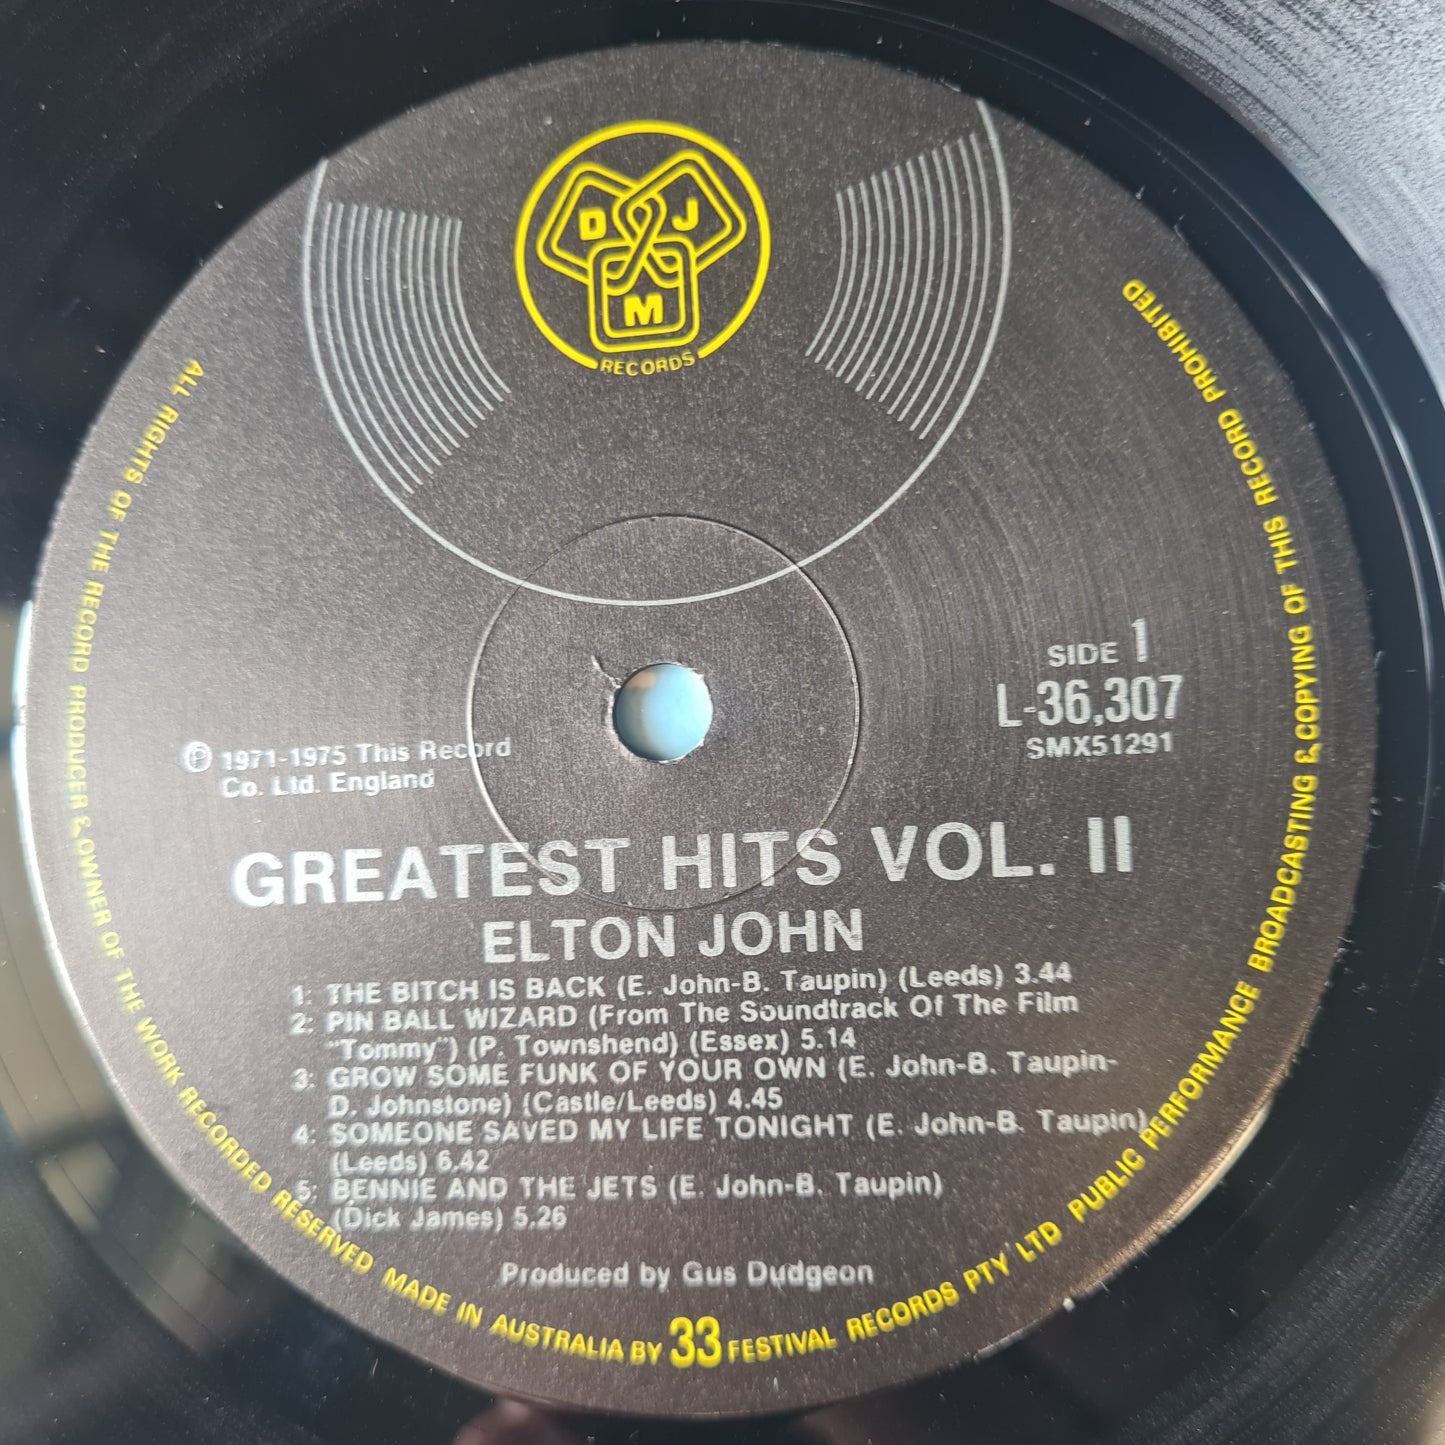 D J
M
RECORDS
SIDE 1
L-36,307
SMX51291
℗ 1971-1975 This Record
Co. Ltd. England
GREATEST HITS VOL. II
ELTON JOHN
1: THE BITCH IS BACK (E. John-B. Taupin) (Leeds) 3.44
2: PIN BALL WIZARD (From The Soundtrack Of The Film
"Tommy") (P. Townshend) (Essex) 5.14
3: GROW SOME FUNK OF YOUR OWN (E. John-B. Taupin-
D. Johnstone) (Castle/Leeds) 4.45
4: SOMEONE SAVED MY LIFE TONIGHT (E. John-B. Taupin)
(Leeds) 6.42
5: BENNIE AND THE JETS (E. John-B. Taupin)
(Dick James) 5.26
Produced by Gus Dudgeon
ALL RIGHTS OF THE RECORD PRODUCER & OWNER OF THE WORK RECORDED RESERVED MADE IN AUSTRALIA BY 33 FESTIVAL RECORDS PTY LTD PUBLIC PERFORMANCE BROADCASTING & COPYING OF THIS RECORD PROHIBITED